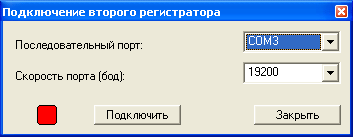 Подключение второго регистратора
Последовательный порт: COM3
Скорость порта (бод): 19200
Подключить Закрыть